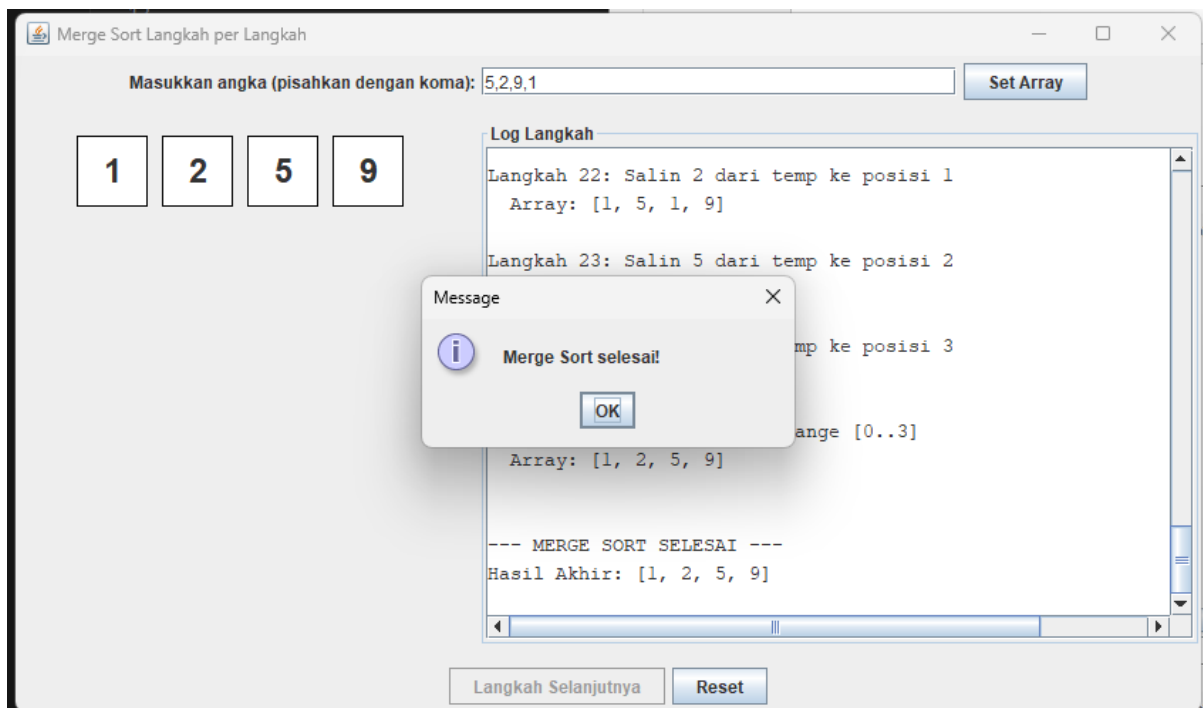 Merge Sort Langkah per Langkah
Masukkan angka (pisahkan dengan koma): 5,2,9,1 Set Array
1 2 5 9
Log Langkah
Langkah 22: Salin 2 dari temp ke posisi 1
Array: [1, 5, 1, 9]
Langkah 23: Salin 5 dari temp ke posisi 2
Message
Merge Sort selesai!
OK
mp ke posisi 3
ange [0..3]
Array: [1, 2, 5, 9]
--- MERGE SORT SELESAI ---
Hasil Akhir: [1, 2, 5, 9]
Langkah Selanjutnya Reset